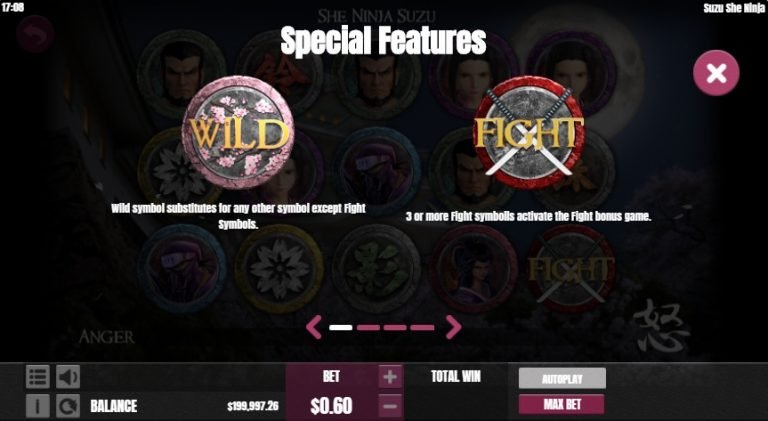 17:08
Suzu She Ninja
She Ninja Suzu
Special Features
WILD
FIGHT
Wild symbol substitutes for any other symbol except Fight
Symbols.
3 or more Fight symbolls activate the Fight bonus game.
影
FIGHT
怒
ANGER
BET
TOTAL WIN
AUTOPLAY
BALANCE
$199,997.26
$0.60
MAX BET